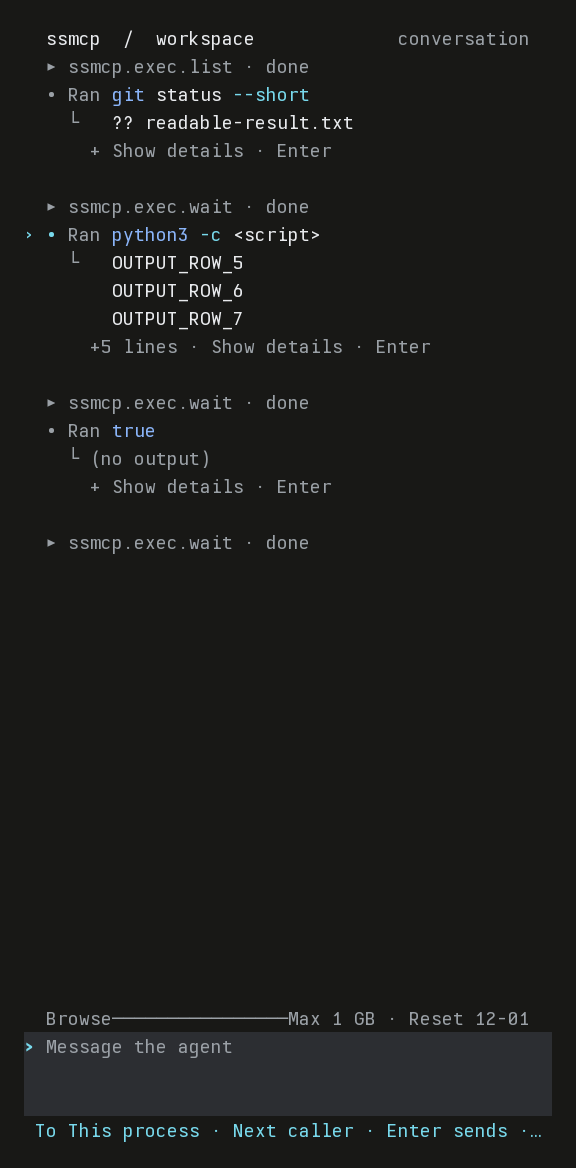 ssmcp / workspace conversation
▸ ssmcp.exec.list · done
• Ran git status --short
└ ?? readable-result.txt
+ Show details · Enter
▸ ssmcp.exec.wait · done
› • Ran python3 -c <script>
└ OUTPUT_ROW_5
OUTPUT_ROW_6
OUTPUT_ROW_7
+5 lines · Show details · Enter
▸ ssmcp.exec.wait · done
• Ran true
└ (no output)
+ Show details · Enter
▸ ssmcp.exec.wait · done
Browse────────────────Max 1 GB · Reset 12-01
› Message the agent
To This process · Next caller · Enter sends ·…